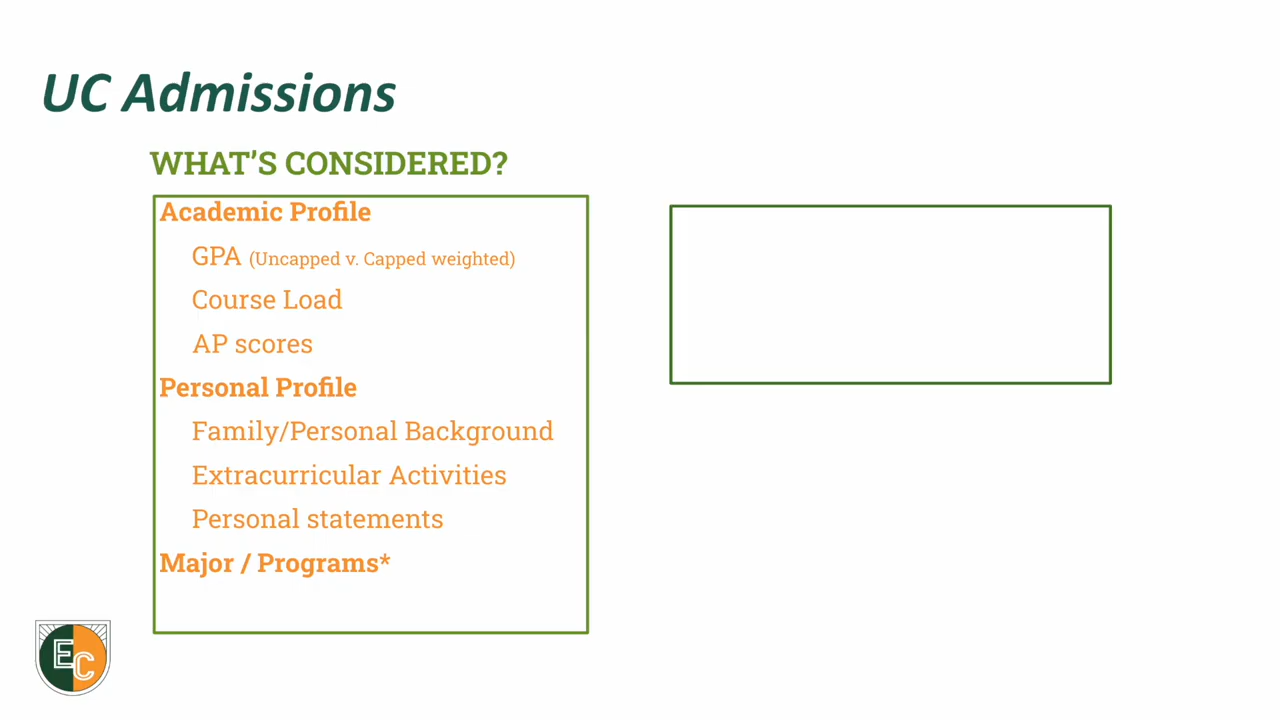 UC Admissions
WHAT'S CONSIDERED?
Academic Profile
GPA (Uncapped v. Capped weighted)
Course Load
AP scores
Personal Profile
Family/Personal Background
Extracurricular Activities
Personal statements
Major / Programs*
EC